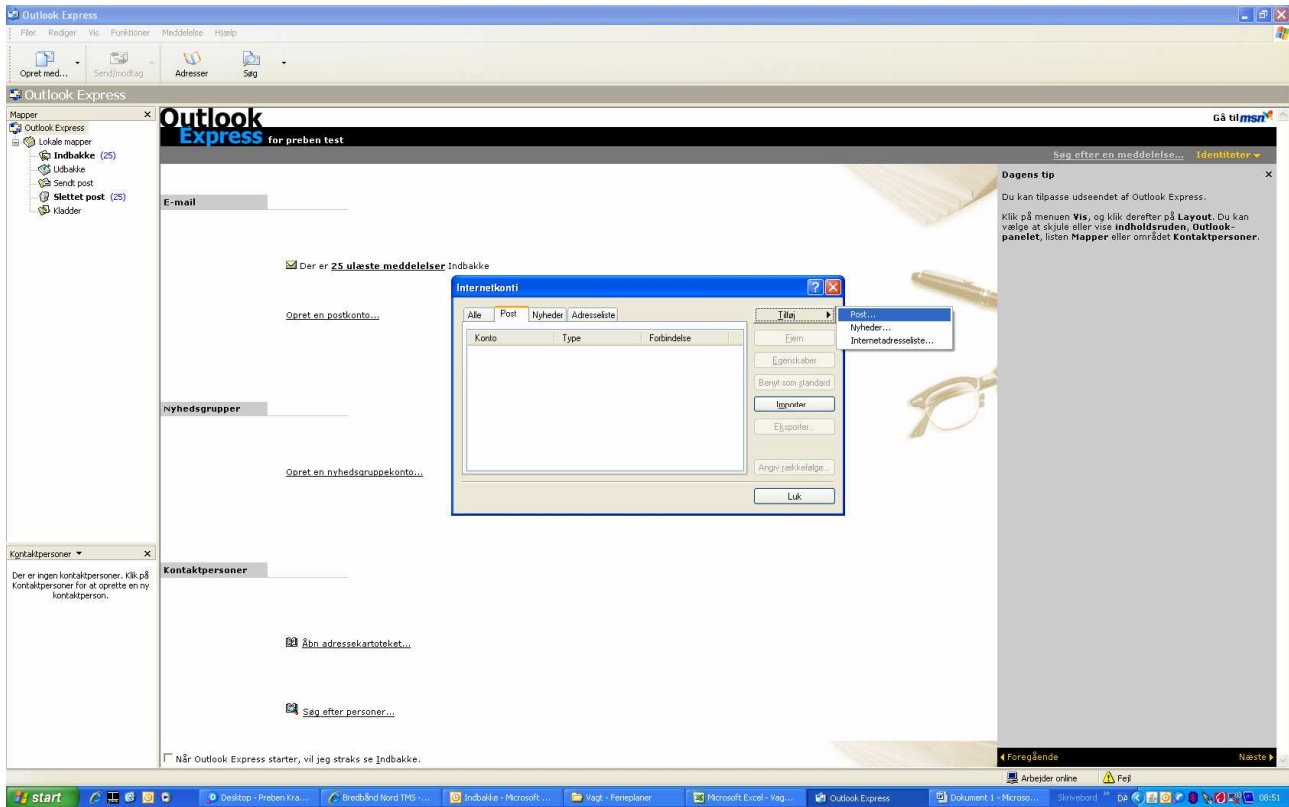 Outlook Express
Filer Rediger Vis Funktioner Meddelelse Hjælp
Opret med... Send/modtag Adresser Søg
Outlook Express
Mapper
Outlook Express
Lokale mapper
Indbakke (25)
Udbakke
Sendt post
Slettet post (25)
Kladder
Kontaktpersoner
Der er ingen kontaktpersoner. Klik på
Kontaktpersoner for at oprette en ny
kontaktperson.
Outlook
Express for preben test
Gå til msn
Søg efter en meddelelse... Identiteter
E-mail
Der er 25 ulæste meddelelser Indbakke
Opret en postkonto...
Nyhedsgrupper
Opret en nyhedsgruppekonto...
Kontaktpersoner
Åbn adressekartoteket...
Søg efter personer...
Når Outlook Express starter, vil jeg straks se Indbakke.
Internetkonti
Alle Post Nyheder Adresseliste
Konto Type Forbindelse
Tilføj
Fjern
Egenskaber
Benyt som standard
Importer
Eksporter...
Angiv rækkefølge...
Luk
Post...
Nyheder...
Internetadresseliste...
Dagens tip
Du kan tilpasse udseendet af Outlook Express.
Klik på menuen Vis, og klik derefter på Layout. Du kan
vælge at skjule eller vise indholdsruden, Outlook-
panelet, listen Mapper eller området Kontaktpersoner.
Foregående Næste
Arbejder online Fejl
start Desktop - Preben Kra... Bredbånd Nord TMS -... Indbakke - Microsoft ... Vagt - Ferieplaner Microsoft Excel - Vag... Outlook Express Dokument 1 - Microso... Skrivebord DA 08:51